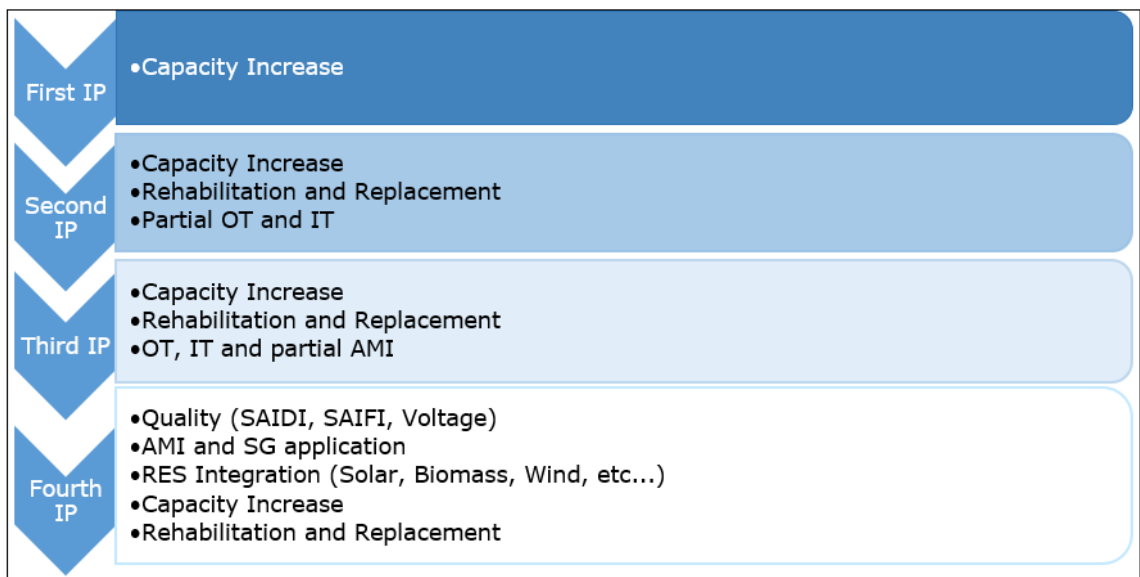 First IP
•Capacity Increase
Second
IP
•Capacity Increase
•Rehabilitation and Replacement
•Partial OT and IT
Third IP
•Capacity Increase
•Rehabilitation and Replacement
•OT, IT and partial AMI
Fourth
IP
•Quality (SAIDI, SAIFI, Voltage)
•AMI and SG application
•RES Integration (Solar, Biomass, Wind, etc...)
•Capacity Increase
•Rehabilitation and Replacement